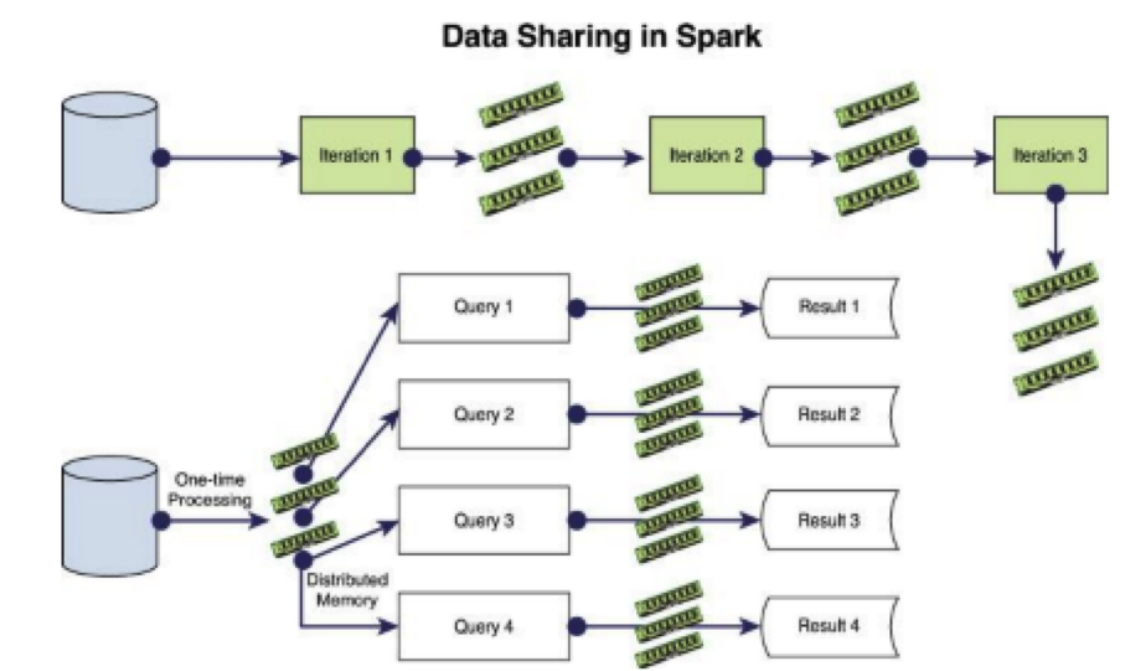 Data Sharing in Spark
Iteration 1
Iteration 2
Iteration 3
Query 1
Result 1
Query 2
Result 2
One-time
Processing
Query 3
Result 3
Distributed
Memory
Query 4
Result 4